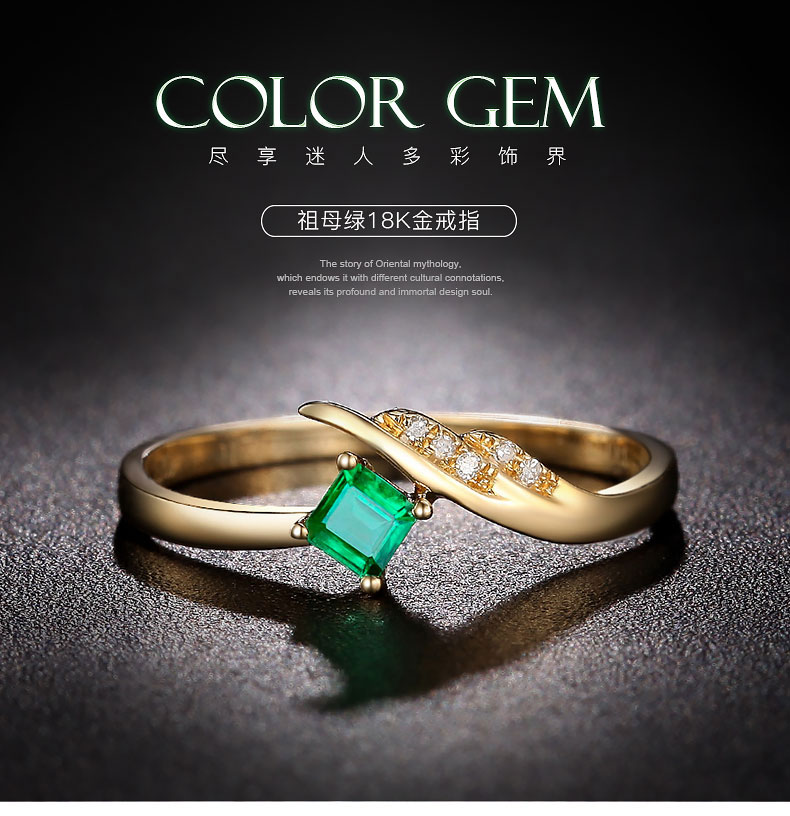 COLOR GEM
尽享迷人多彩饰界
祖母绿18K金戒指
The story of Oriental mythology,
which endows it with different cultural connotations,
reveals its profound and immortal design soul.